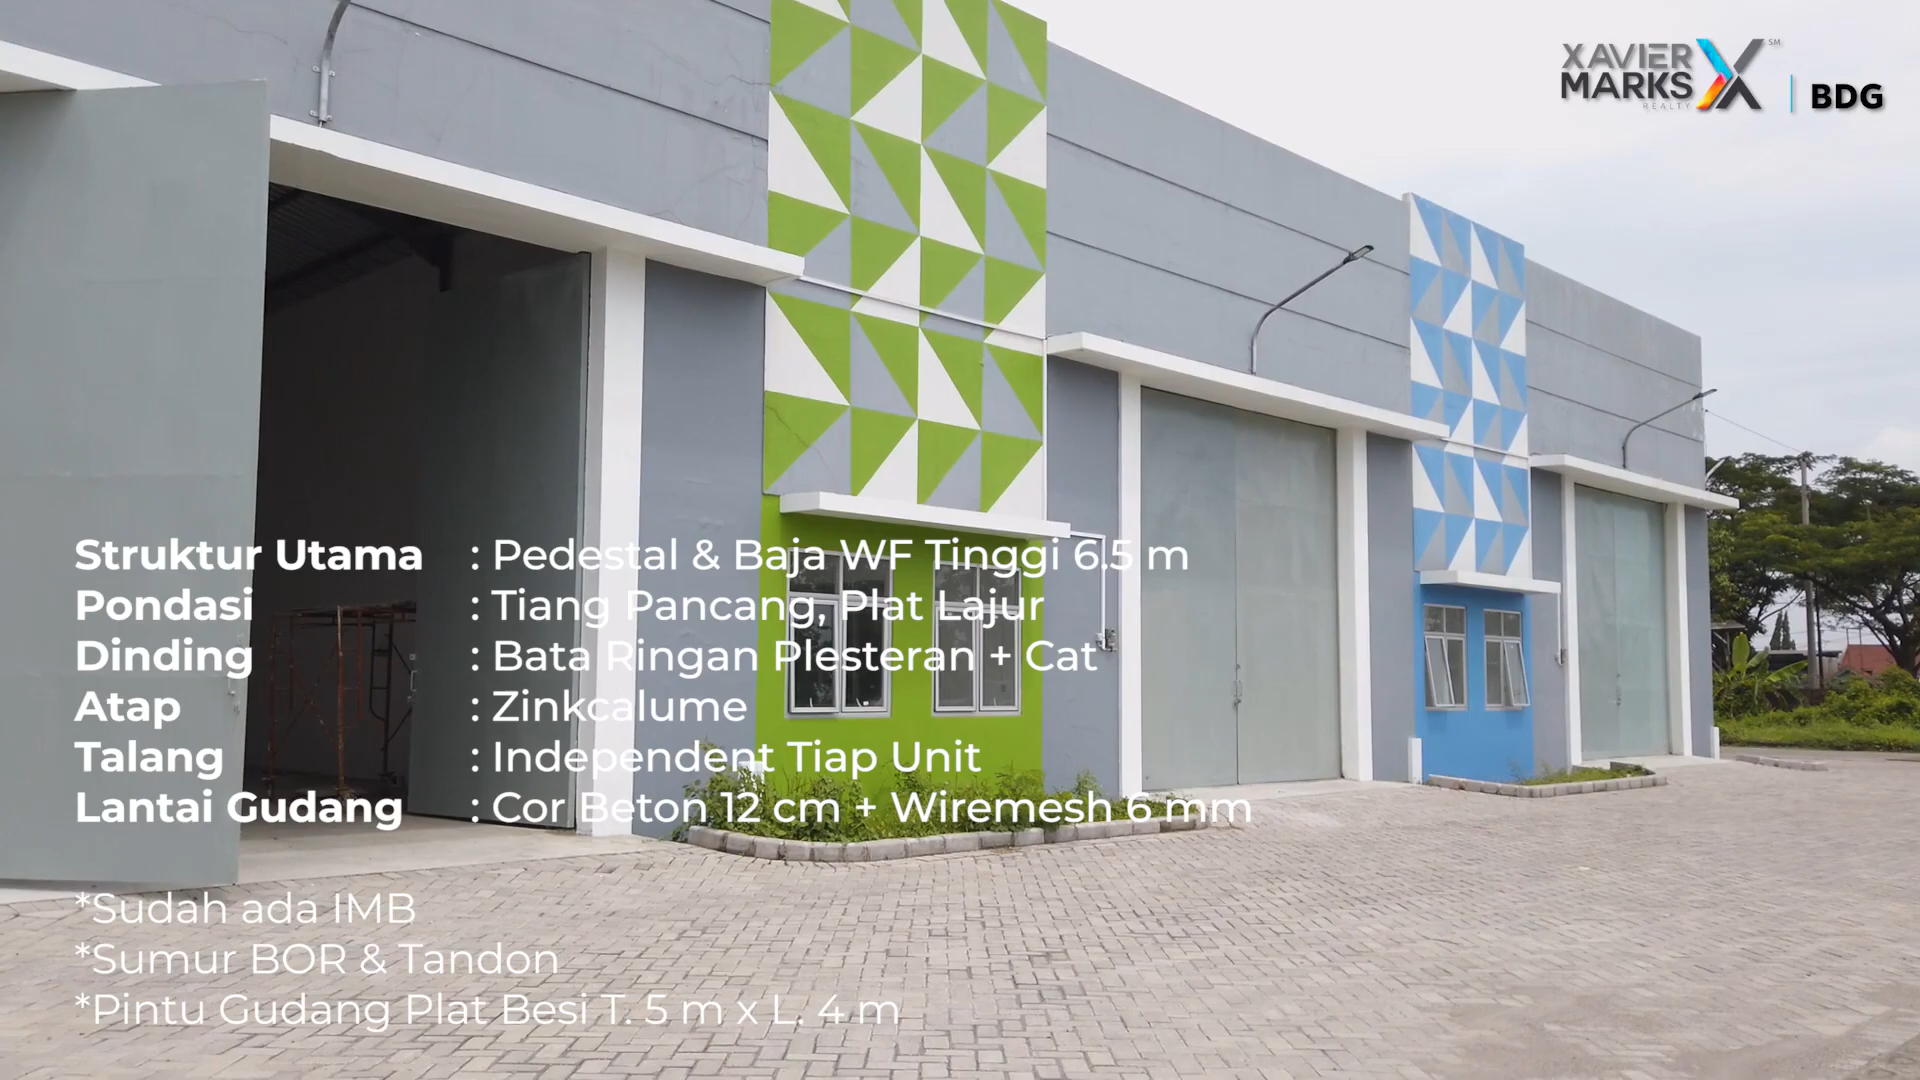 XAVIER
MARKS
REALTY
SM
BDG
Struktur Utama : Pedestal & Baja WF Tinggi 6.5 m
Pondasi : Tiang Pancang, Plat Lajur
Dinding : Bata Ringan Plesteran + Cat
Atap : Zinkcalume
Talang : Independent Tiap Unit
Lantai Gudang : Cor Beton 12 cm + Wiremesh 6 mm
*Sudah ada IMB
*Sumur BOR & Tandon
*Pintu Gudang Plat Besi T. 5 m x L. 4 m